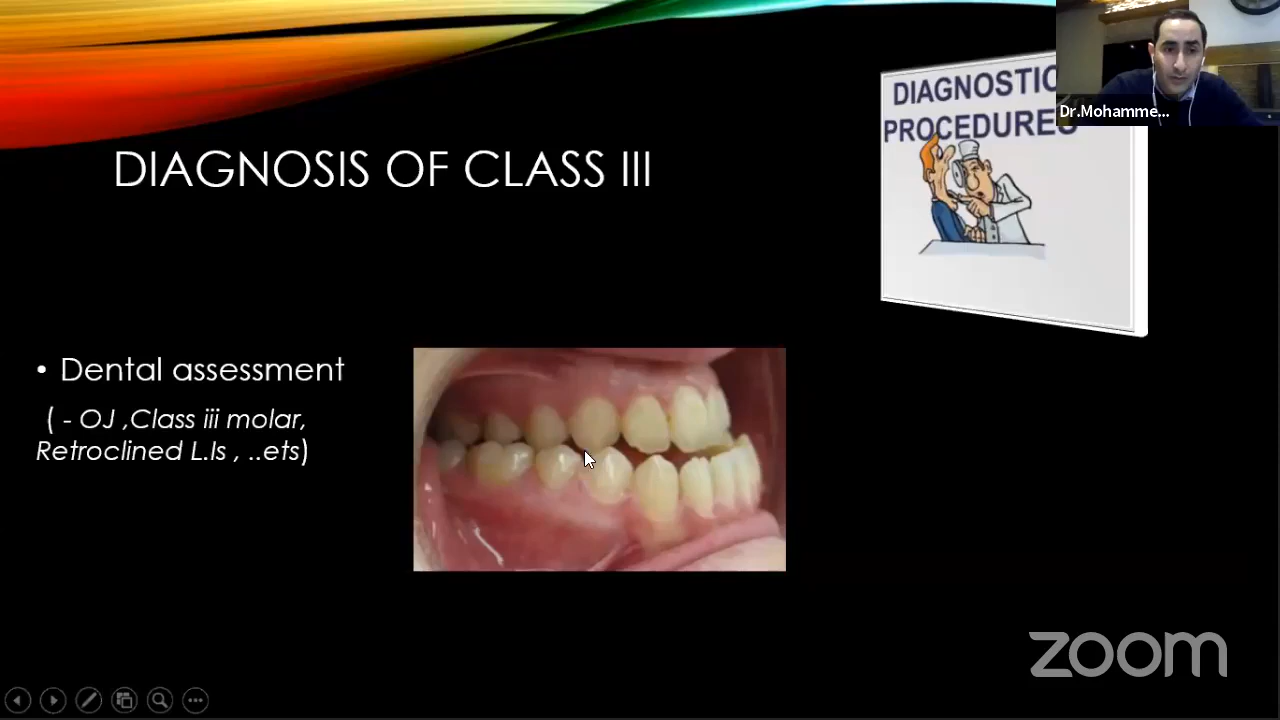 DIAGNOSTIC
PROCEDURES
Dr.Mohamme...
DIAGNOSIS OF CLASS III
• Dental assessment
( - OJ ,Class iii molar,
Retroclined L.Is , ..ets)
zoom